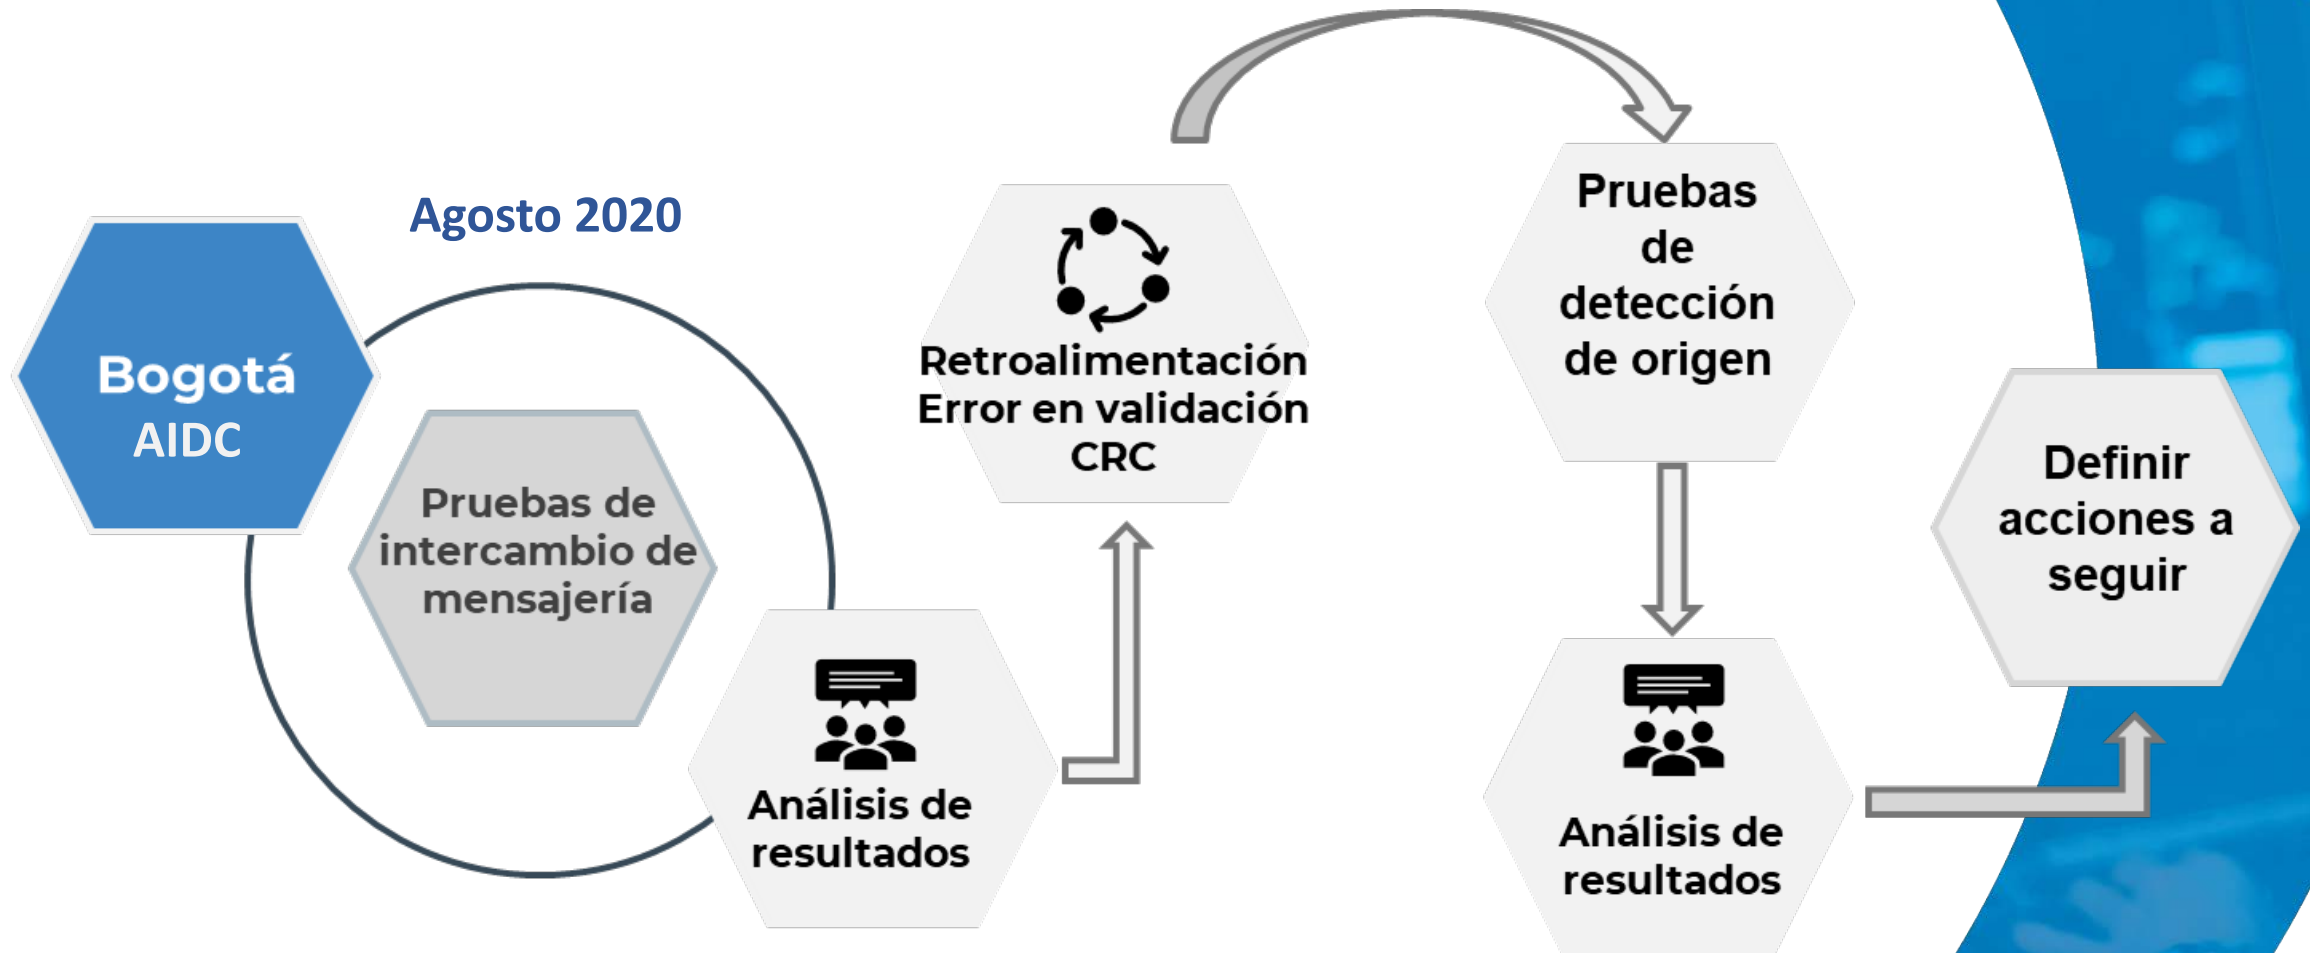 Agosto 2020
Bogotá
AIDC
Pruebas de
intercambio de
mensajería
Análisis de
resultados
Retroalimentación
Error en validación
CRC
Pruebas
de
detección
de origen
Análisis de
resultados
Definir
acciones a
seguir